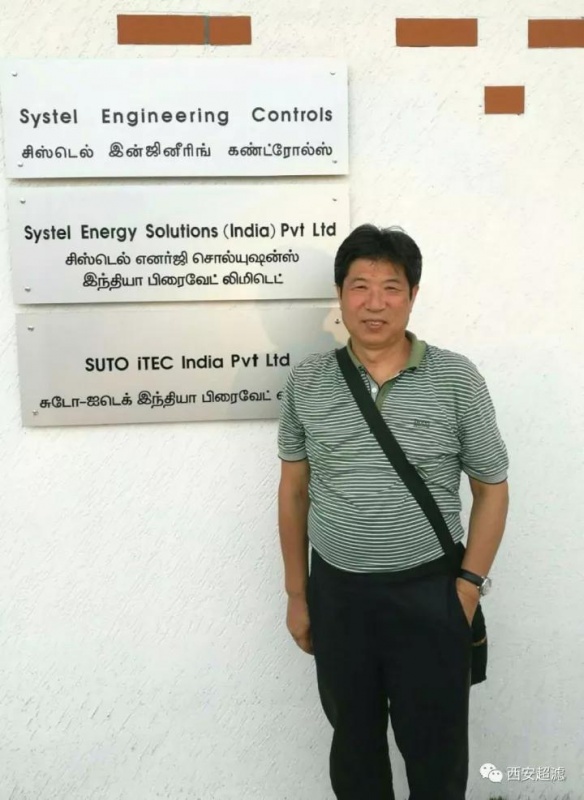 Systel Engineering Controls
சிஸ்டெல் இன்ஜினீரிங் கண்ட்ரோல்ஸ்
Systel Energy Solutions (India) Pvt Ltd
சிஸ்டெல் எனர்ஜி சொல்யுஷன்ஸ்
இந்தியா பிரைவேட் லிமிடெட்
SUTO iTEC India Pvt Ltd
சுடோ-ஐடெக் இந்தியா பிரைவேட்
西安超滤